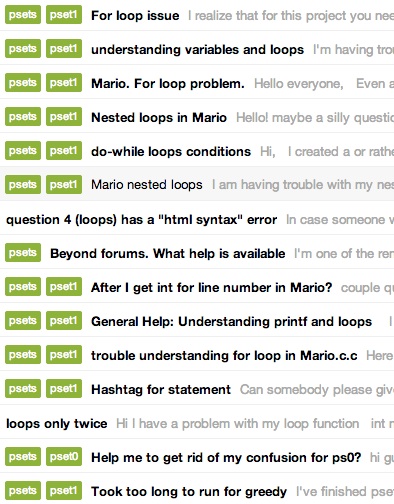 psets pset1 For loop issue I realize that for this project you nee
psets pset1 understanding variables and loops I'm having trou
psets pset1 Mario. For loop problem. Hello everyone, Even a
psets pset1 Nested loops in Mario Hello! maybe a silly questic
psets pset1 do-while loops conditions Hi, I created a or rathe
psets pset1 Mario nested loops I am having trouble with my nes
question 4 (loops) has a "html syntax" error In case someone w
psets Beyond forums. What help is available I'm one of the ren
psets pset1 After I get int for line number in Mario? couple qu
psets pset1 General Help: Understanding printf and loops I
psets pset1 trouble understanding for loop in Mario.c.c Here
psets pset1 Hashtag for statement Can somebody please give
loops only twice Hi I have a problem with my loop function int n
psets pset0 Help me to get rid of my confusion for ps0? hi gu
psets pset1 Took too long to run for greedy I've finished pset